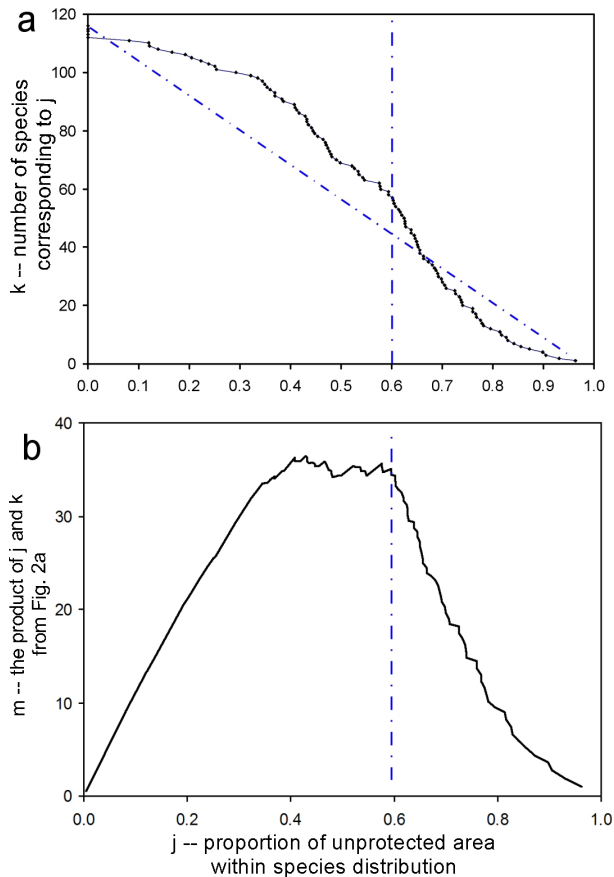 a
120
100
80
60
40
20
0
k -- number of species
corresponding to j
0.0 0.1 0.2 0.3 0.4 0.5 0.6 0.7 0.8 0.9 1.0
b
40
30
20
10
0
m -- the product of j and k
from Fig. 2a
0.0 0.2 0.4 0.6 0.8 1.0
j -- proportion of unprotected area
within species distribution